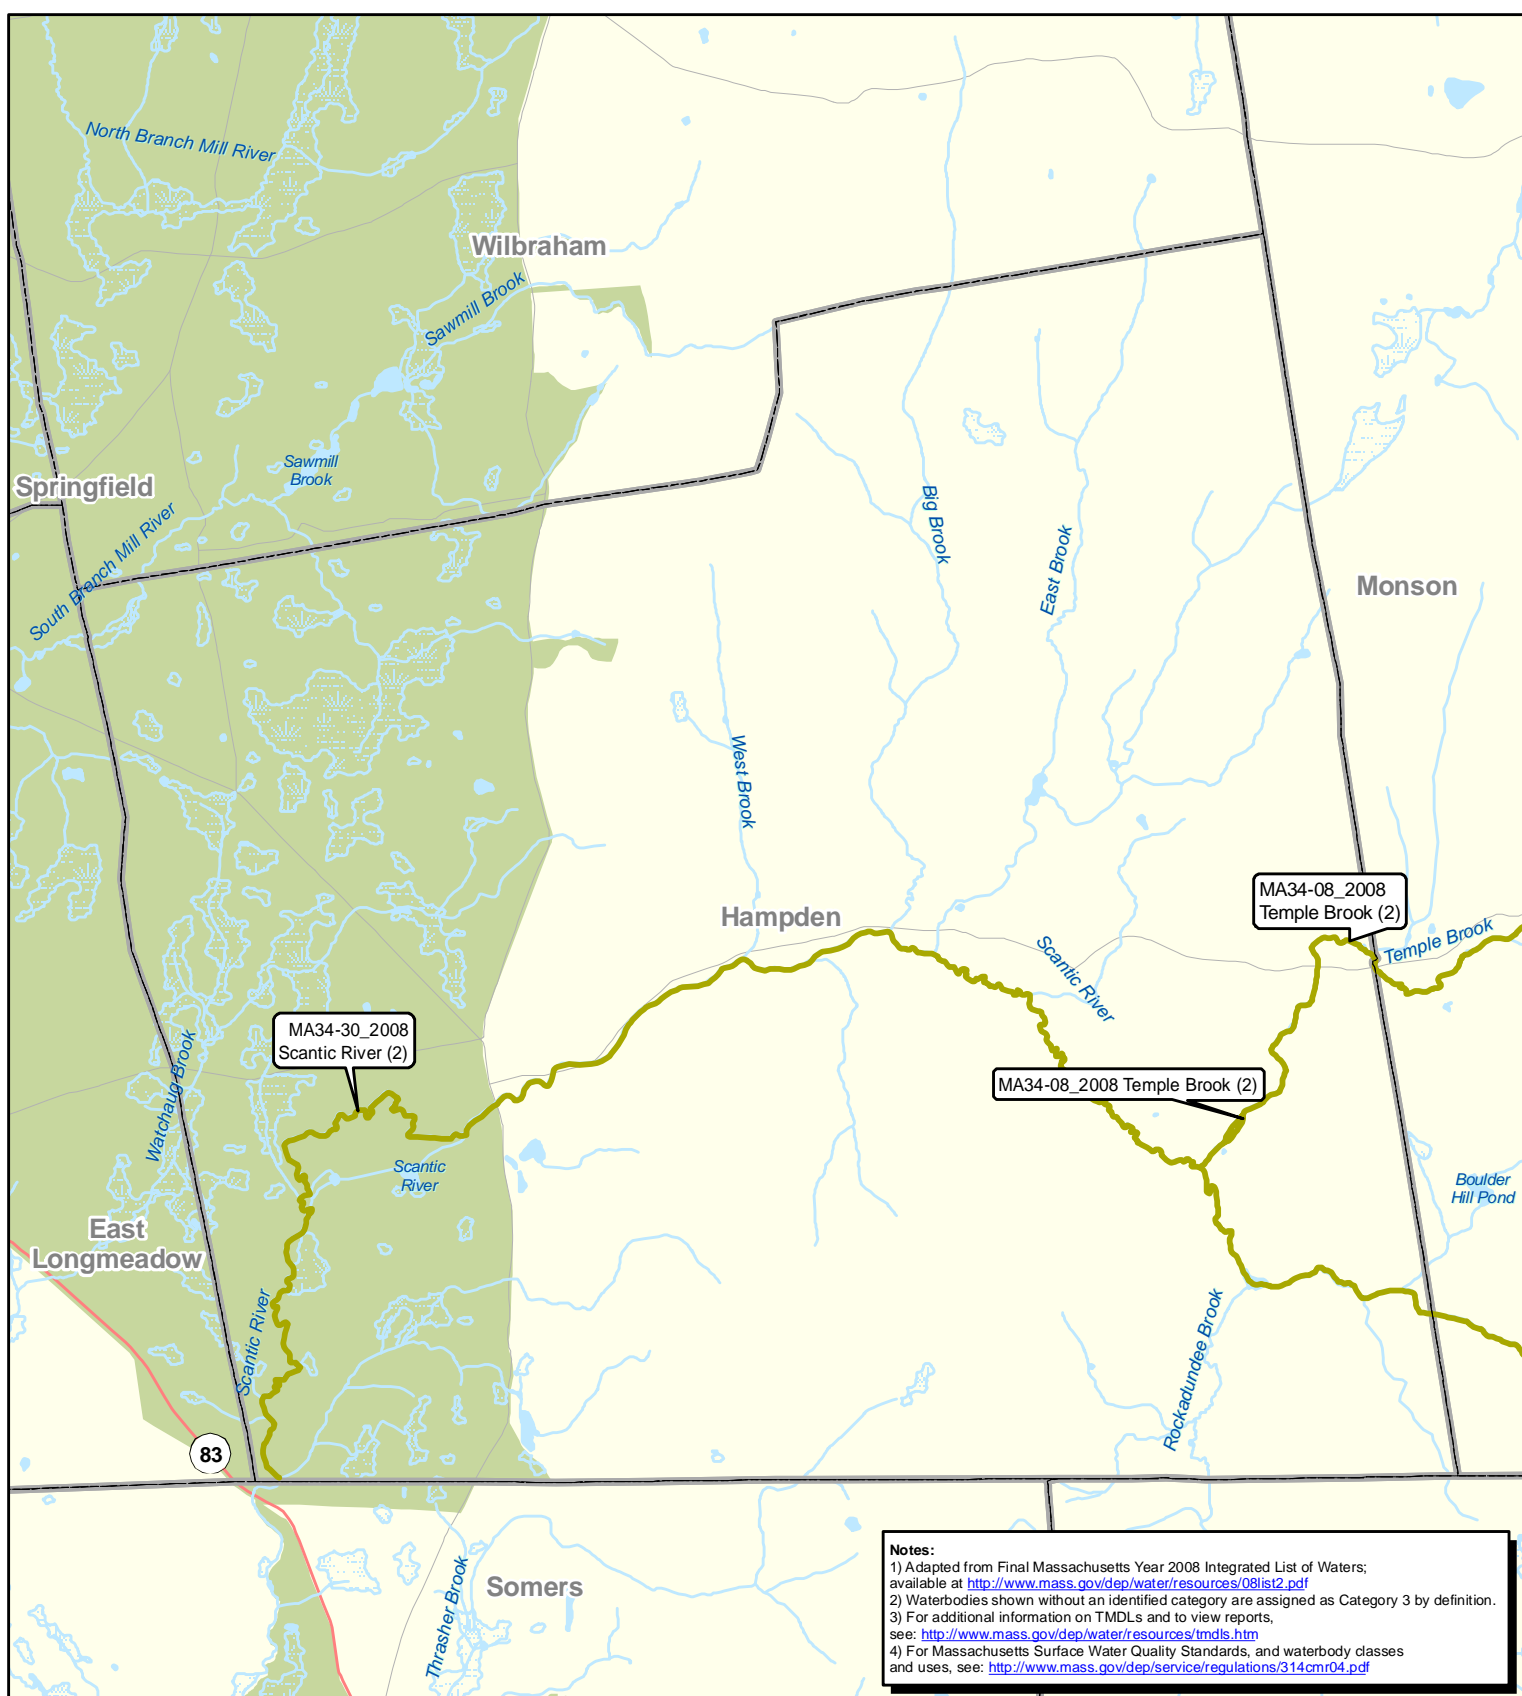 North Branch Mill River
Wilbraham
Sawmill Brook
Sawmill
Brook
Springfield
South Branch Mill River
Big Brook
East Brook
Monson
West Brook
MA34-08_2008
Temple Brook (2)
Hampden
Temple Brook
Scantic River
MA34-30_2008
Scantic River (2)
Watchaug Brook
MA34-08_2008 Temple Brook (2)
Scantic
River
Boulder
Hill Pond
East
Longmeadow
Scantic River
Rockadundee Brook
83
Thrasher Brook
Somers
Notes:
1) Adapted from Final Massachusetts Year 2008 Integrated List of Waters;
available at http://www.mass.gov/dep/water/resources/08list2.pdf
2) Waterbodies shown without an identified category are assigned as Category 3 by definition.
3) For additional information on TMDLs and to view reports,
see: http://www.mass.gov/dep/water/resources/tmdls.htm
4) For Massachusetts Surface Water Quality Standards, and waterbody classes
and uses, see: http://www.mass.gov/dep/service/regulations/314cmr04.pdf